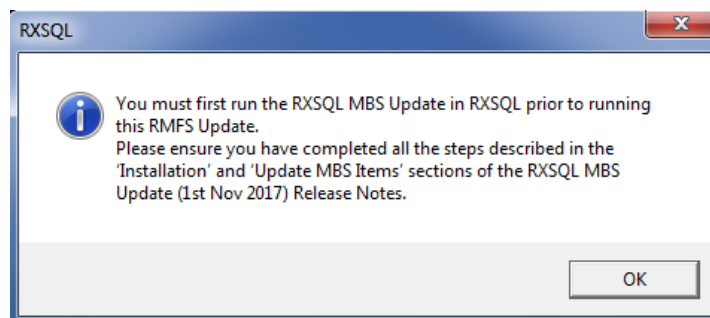 RXSQL
You must first run the RXSQL MBS Update in RXSQL prior to running
this RMFS Update.
Please ensure you have completed all the steps described in the
'Installation' and 'Update MBS Items' sections of the RXSQL MBS
Update (1st Nov 2017) Release Notes.
OK